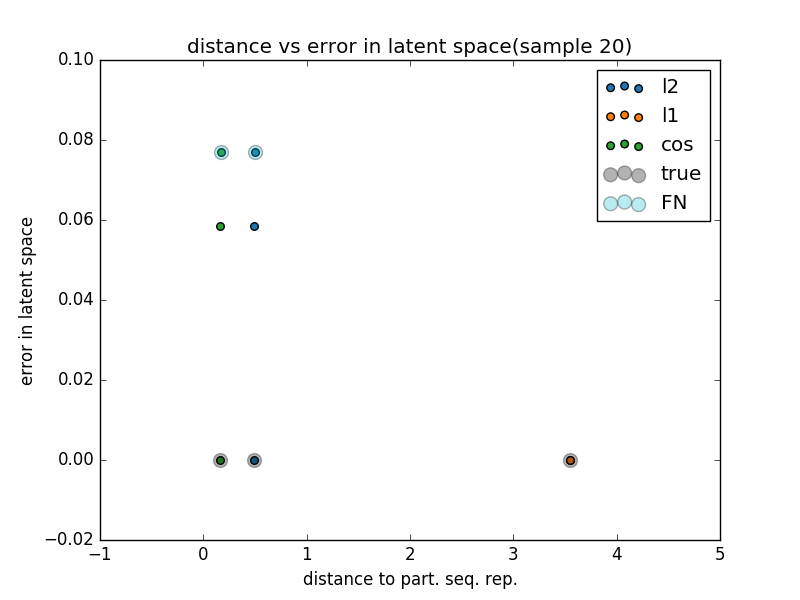 distance vs error in latent space(sample 20)
0.10
0.08
0.06
0.04
0.02
0.00
−0.02
error in latent space
−1 0 1 2 3 4 5
distance to part. seq. rep.
l2
l1
cos
true
FN